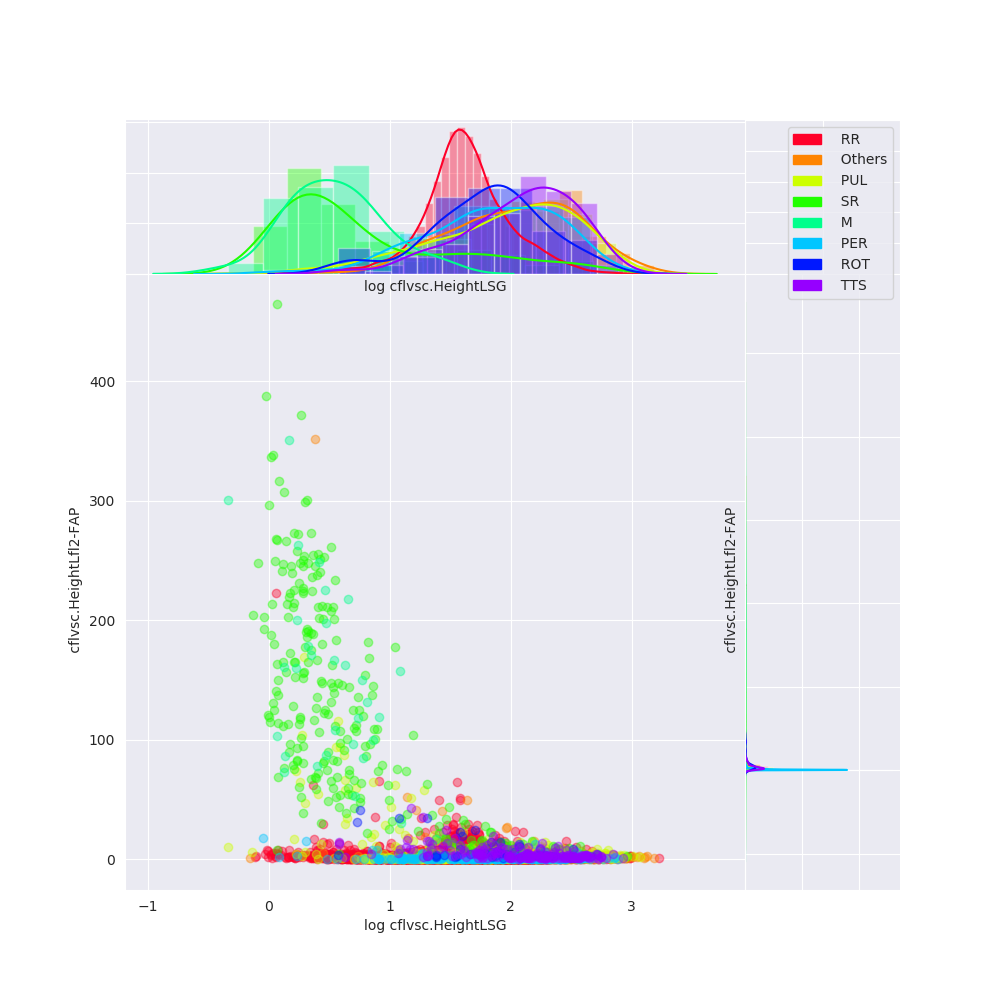 RR
Others
PUL
SR
M
PER
ROT
TTS
log cflvsc.HeightLSG
400
300
200
100
0
cflvsc.HeightLfl2-FAP
cflvsc.HeightLfl2-FAP
−1
0
1
2
3
log cflvsc.HeightLSG